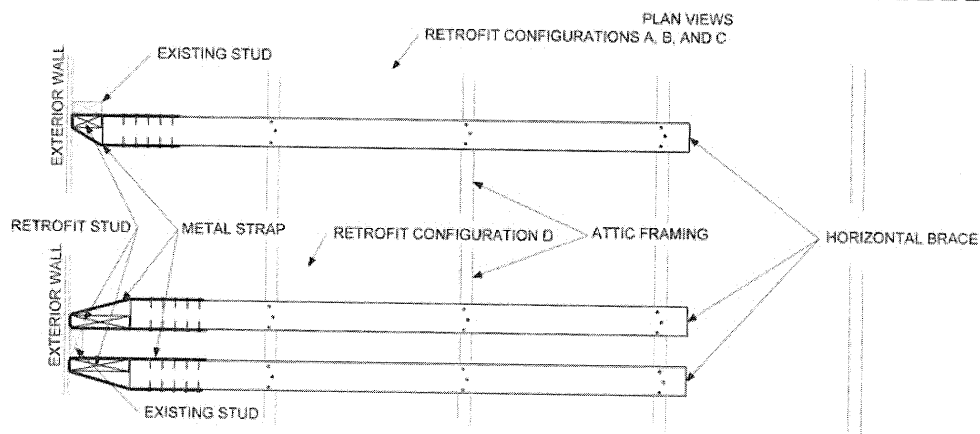 PLAN VIEWS
RETROFIT CONFIGURATIONS A, B, AND C
EXISTING STUD
EXTERIOR WALL
RETROFIT STUD
METAL STRAP
RETROFIT CONFIGURATION D
ATTIC FRAMING
HORIZONTAL BRACE
EXTERIOR WALL
EXISTING STUD